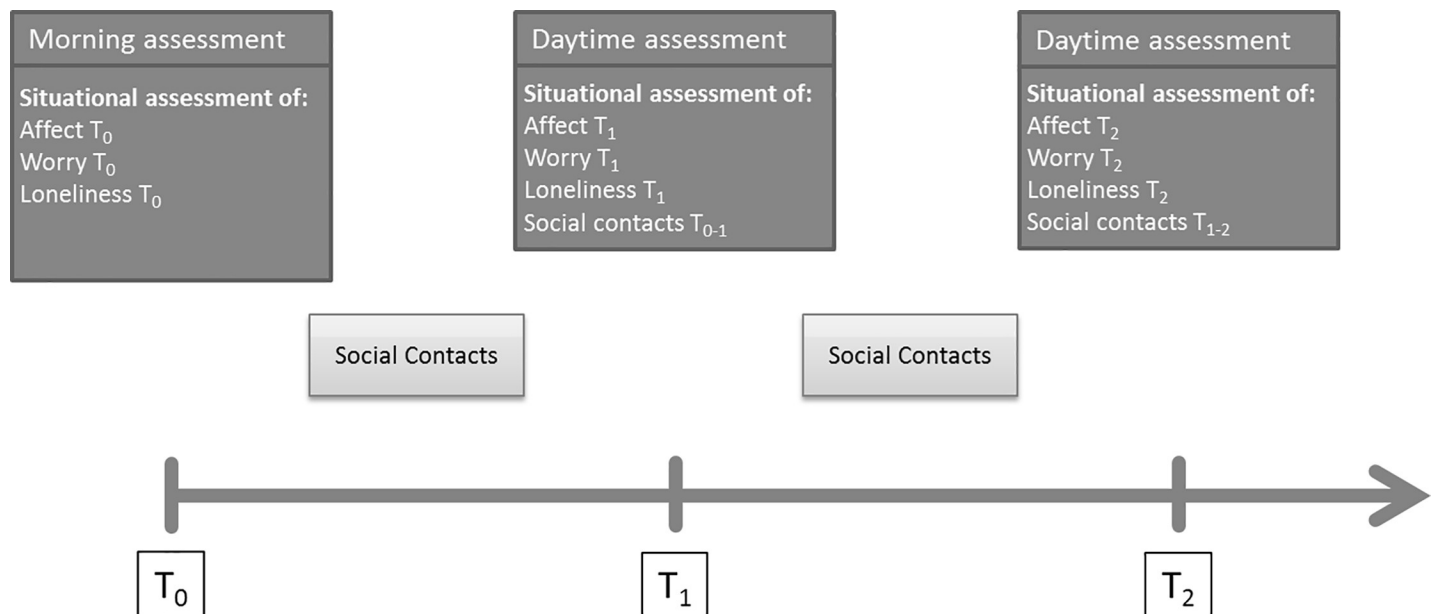 Morning assessment
Situational assessment of:
Affect T₀
Worry T₀
Loneliness T₀
Daytime assessment
Situational assessment of:
Affect T₁
Worry T₁
Loneliness T₁
Social contacts T₀₋₁
Daytime assessment
Situational assessment of:
Affect T₂
Worry T₂
Loneliness T₂
Social contacts T₁₋₂
Social Contacts
Social Contacts
T₀
T₁
T₂